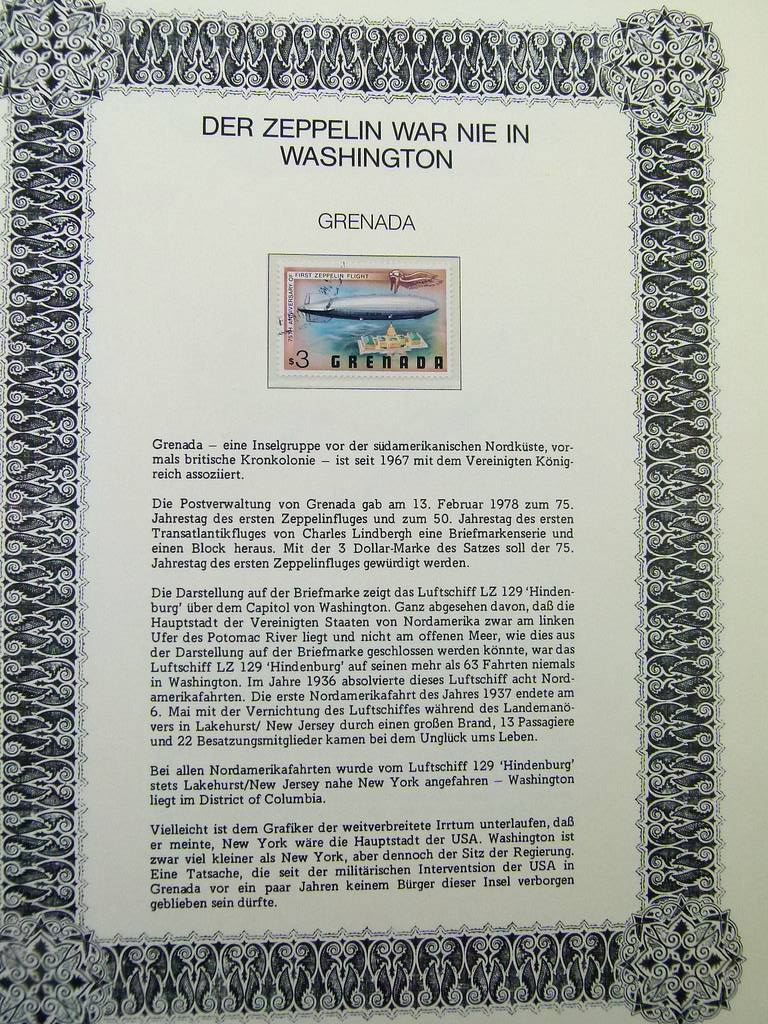 DER ZEPPELIN WAR NIE IN
WASHINGTON
GRENADA
75TH ANNIVERSARY OF
FIRST ZEPPELIN FLIGHT
$3 GRENADA
Grenada – eine Inselgruppe vor der südamerikanischen Nordküste, vor-
mals britische Kronkolonie – ist seit 1967 mit dem Vereinigten König-
reich assoziiert.
Die Postverwaltung von Grenada gab am 13. Februar 1978 zum 75.
Jahrestag des ersten Zeppelinfluges und zum 50. Jahrestag des ersten
Transatlantikfluges von Charles Lindbergh eine Briefmarkenserie und
einen Block heraus. Mit der 3 Dollar-Marke des Satzes soll der 75.
Jahrestag des ersten Zeppelinfluges gewürdigt werden.
Die Darstellung auf der Briefmarke zeigt das Luftschiff LZ 129 'Hinden-
burg' über dem Capitol von Washington. Ganz abgesehen davon, daß die
Hauptstadt der Vereinigten Staaten von Nordamerika zwar am linken
Ufer des Potomac River liegt und nicht am offenen Meer, wie dies aus
der Darstellung auf der Briefmarke geschlossen werden könnte, war das
Luftschiff LZ 129 'Hindenburg' auf seinen mehr als 63 Fahrten niemals
in Washington. Im Jahre 1936 absolvierte dieses Luftschiff acht Nord-
amerikafahrten. Die erste Nordamerikafahrt des Jahres 1937 endete am
6. Mai mit der Vernichtung des Luftschiffes während des Landemanö-
vers in Lakehurst/ New Jersey durch einen großen Brand, 13 Passagiere
und 22 Besatzungsmitglieder kamen bei dem Unglück ums Leben.
Bei allen Nordamerikafahrten wurde vom Luftschiff 129 'Hindenburg'
stets Lakehurst/New Jersey nahe New York angefahren – Washington
liegt im District of Columbia.
Vielleicht ist dem Grafiker der weitverbreitete Irrtum unterlaufen, daß
er meinte, New York wäre die Hauptstadt der USA. Washington ist
zwar viel kleiner als New York, aber dennoch der Sitz der Regierung.
Eine Tatsache, die seit der militärischen Interventsion der USA in
Grenada vor ein paar Jahren keinem Bürger dieser Insel verborgen
geblieben sein dürfte.